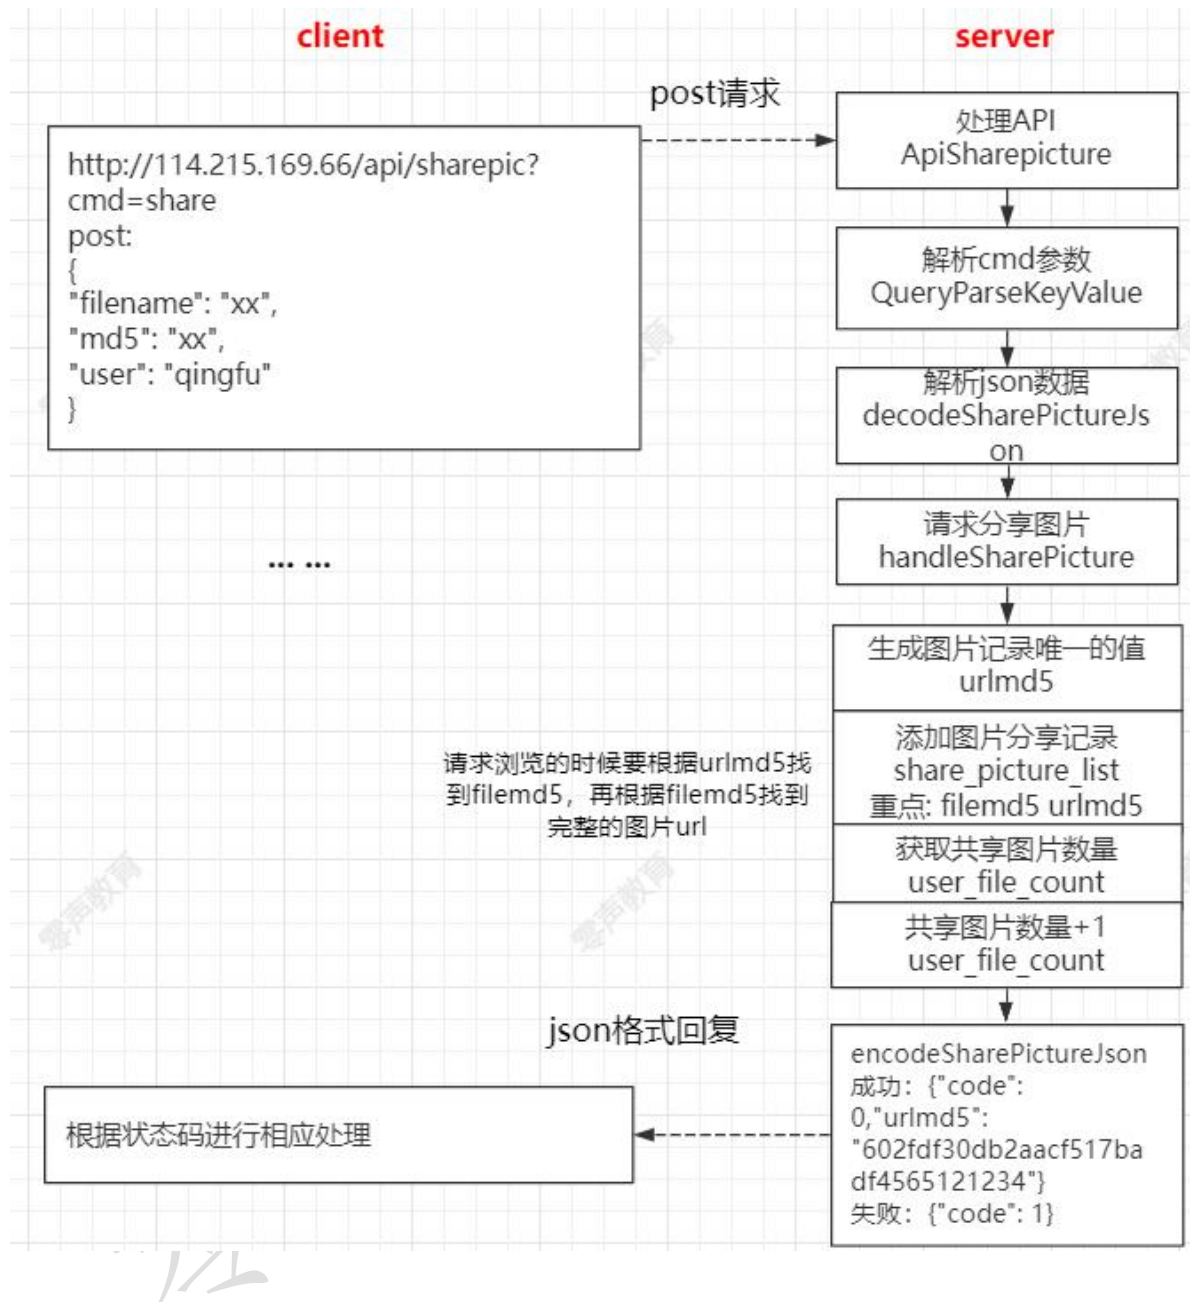 client
server
post请求
http://114.215.169.66/api/sharepic?
cmd=share
post:
{
"filename": "xx",
"md5": "xx",
"user": "qingfu"
}
处理API
ApiSharepicture
解析cmd参数
QueryParseKeyValue
解析json数据
decodeSharePictureJs
on
请求分享图片
handleSharePicture
... ...
生成图片记录唯一的值
urlmd5
添加图片分享记录
share_picture_list
重点: filemd5 urlmd5
请求浏览的时候要根据urlmd5找
到filemd5，再根据filemd5找到
完整的图片url
获取共享图片数量
user_file_count
共享图片数量+1
user_file_count
json格式回复
encodeSharePictureJson
成功：{"code":
0,"urlmd5":
"602fdf30db2aacf517ba
df4565121234"}
失败：{"code": 1}
根据状态码进行相应处理
零声教育
零声教育